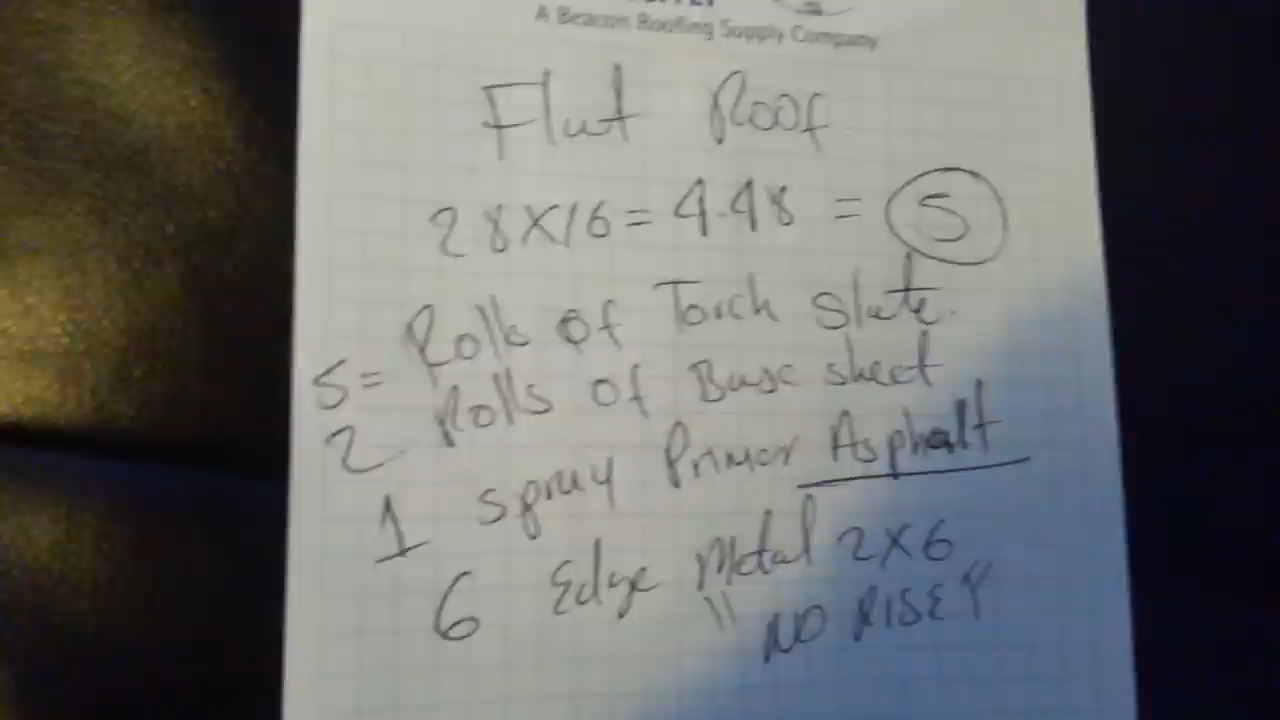 A Beacon Roofing Supply Company
Flat Roof
28X16 = 4.48 = 5
5= Rolls of Torch Slate.
2 Rolls of Base sheet
1 spray Primer Asphalt
6 Edge Metal 2X6
"NO RISE"